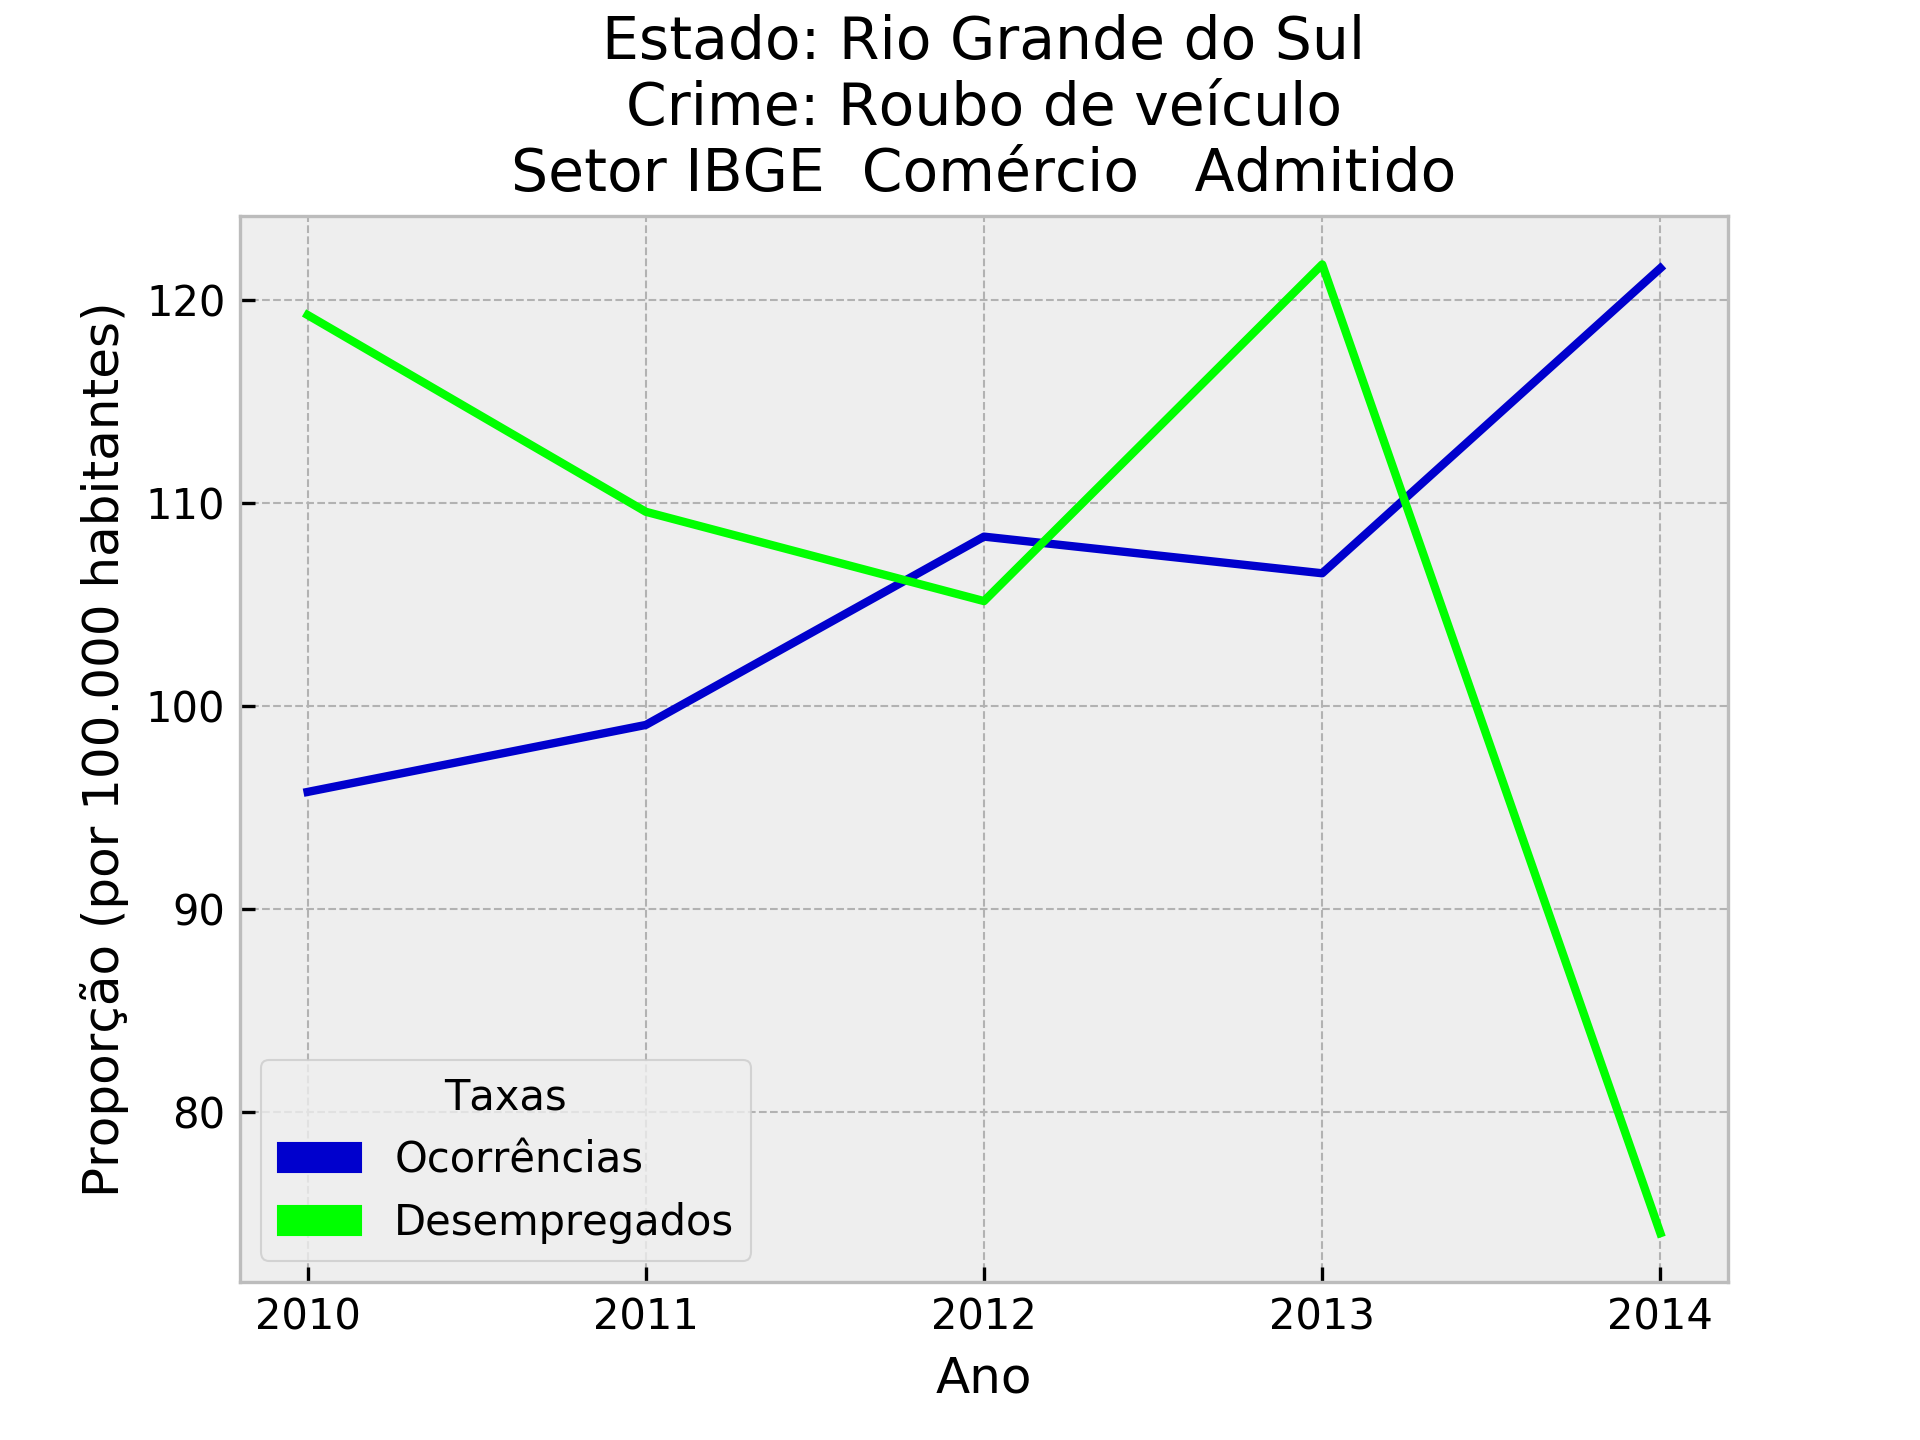 Estado: Rio Grande do Sul
Crime: Roubo de veículo
Setor IBGE  Comércio   Admitido
Proporção (por 100.000 habitantes)
120
110
100
90
80
Taxas
Ocorrências
Desempregados
2010 2011 2012 2013 2014
Ano